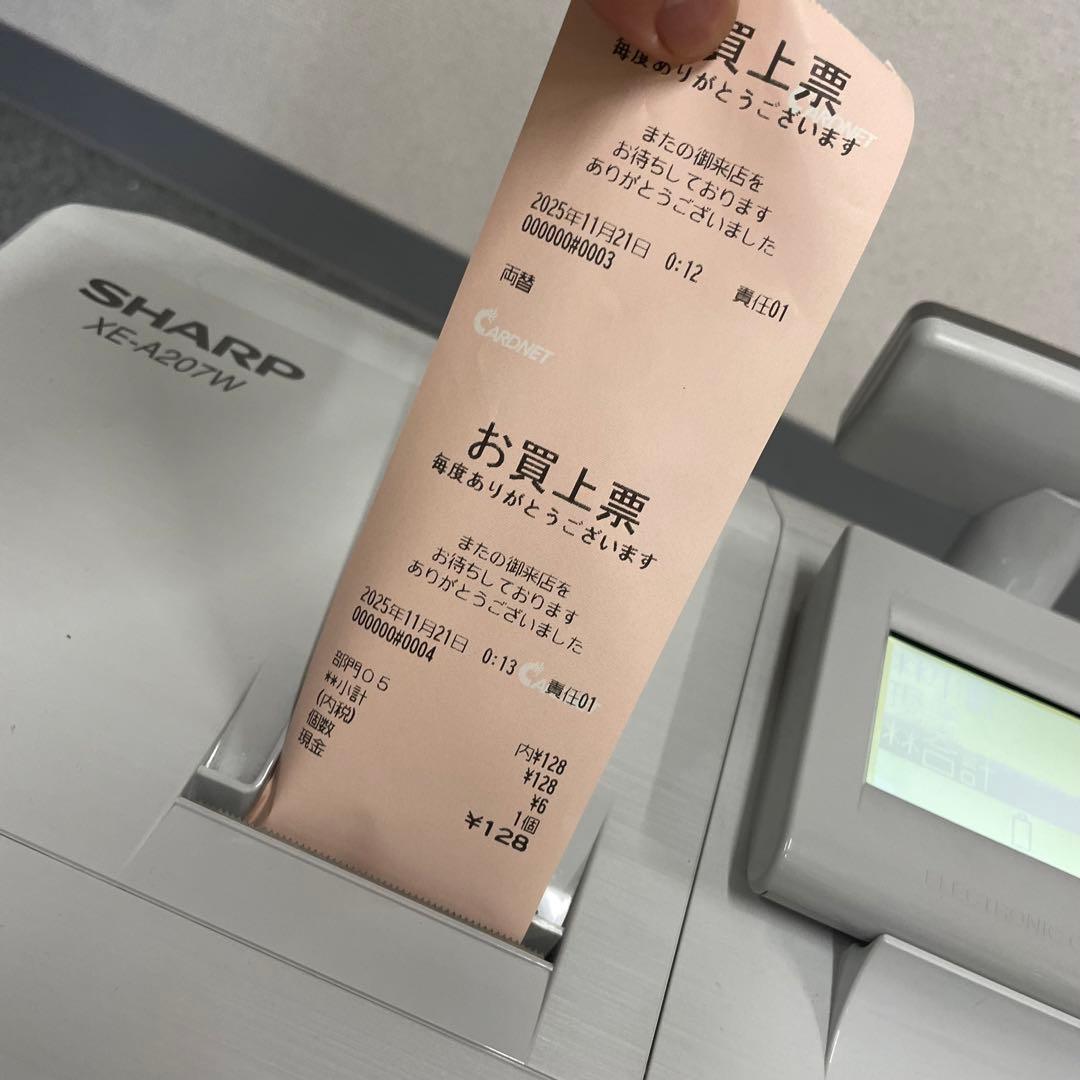 買上票
毎度ありがとうございます
CARDNET
またの御来店を
お待ちしております
ありがとうございました
2025年11月21日 0:12
000000#0003 責任01
両替
CARDNET
お買上票
毎度ありがとうございます
またの御来店を
お待ちしております
ありがとうございました
2025年11月21日 0:13
000000#0004 責任01
部門05 内¥128
**小計 ¥128
(内税) ¥6
個数 1個
現金 ¥128
SHARP
XE-A207W
ELECTRONIC